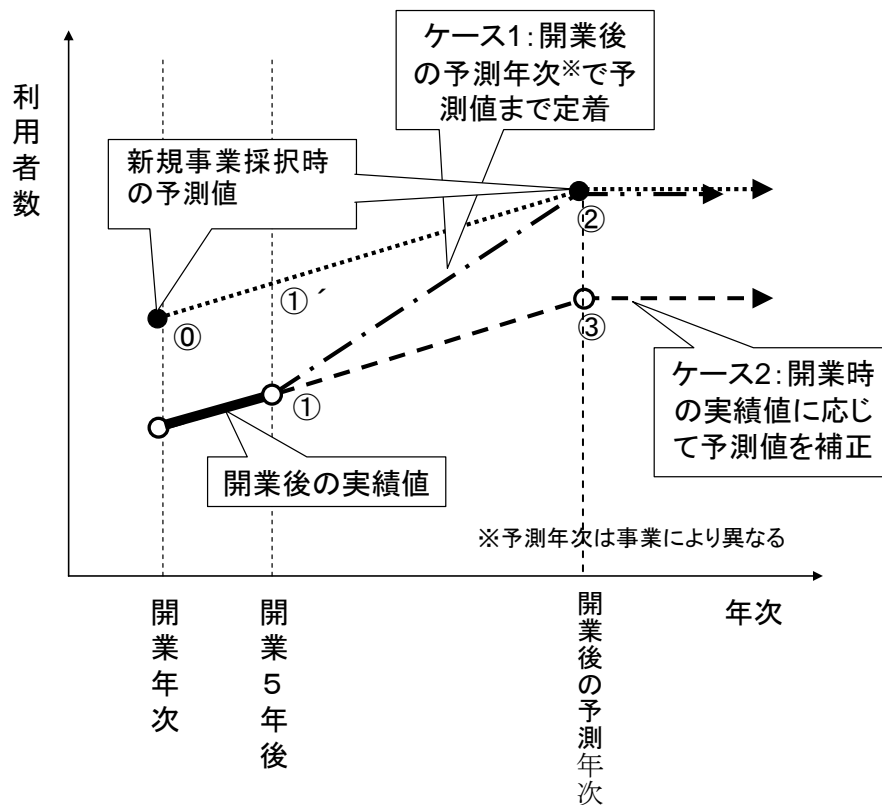 ケース1:開業後
の予測年次※で予
測値まで定着
利用者数
新規事業採択時
の予測値
②
①´
⓪
③
①
ケース2:開業時
の実績値に応じ
て予測値を補正
開業後の実績値
※予測年次は事業により異なる
開業年次
開業5年後
開業後の予測年次
年次